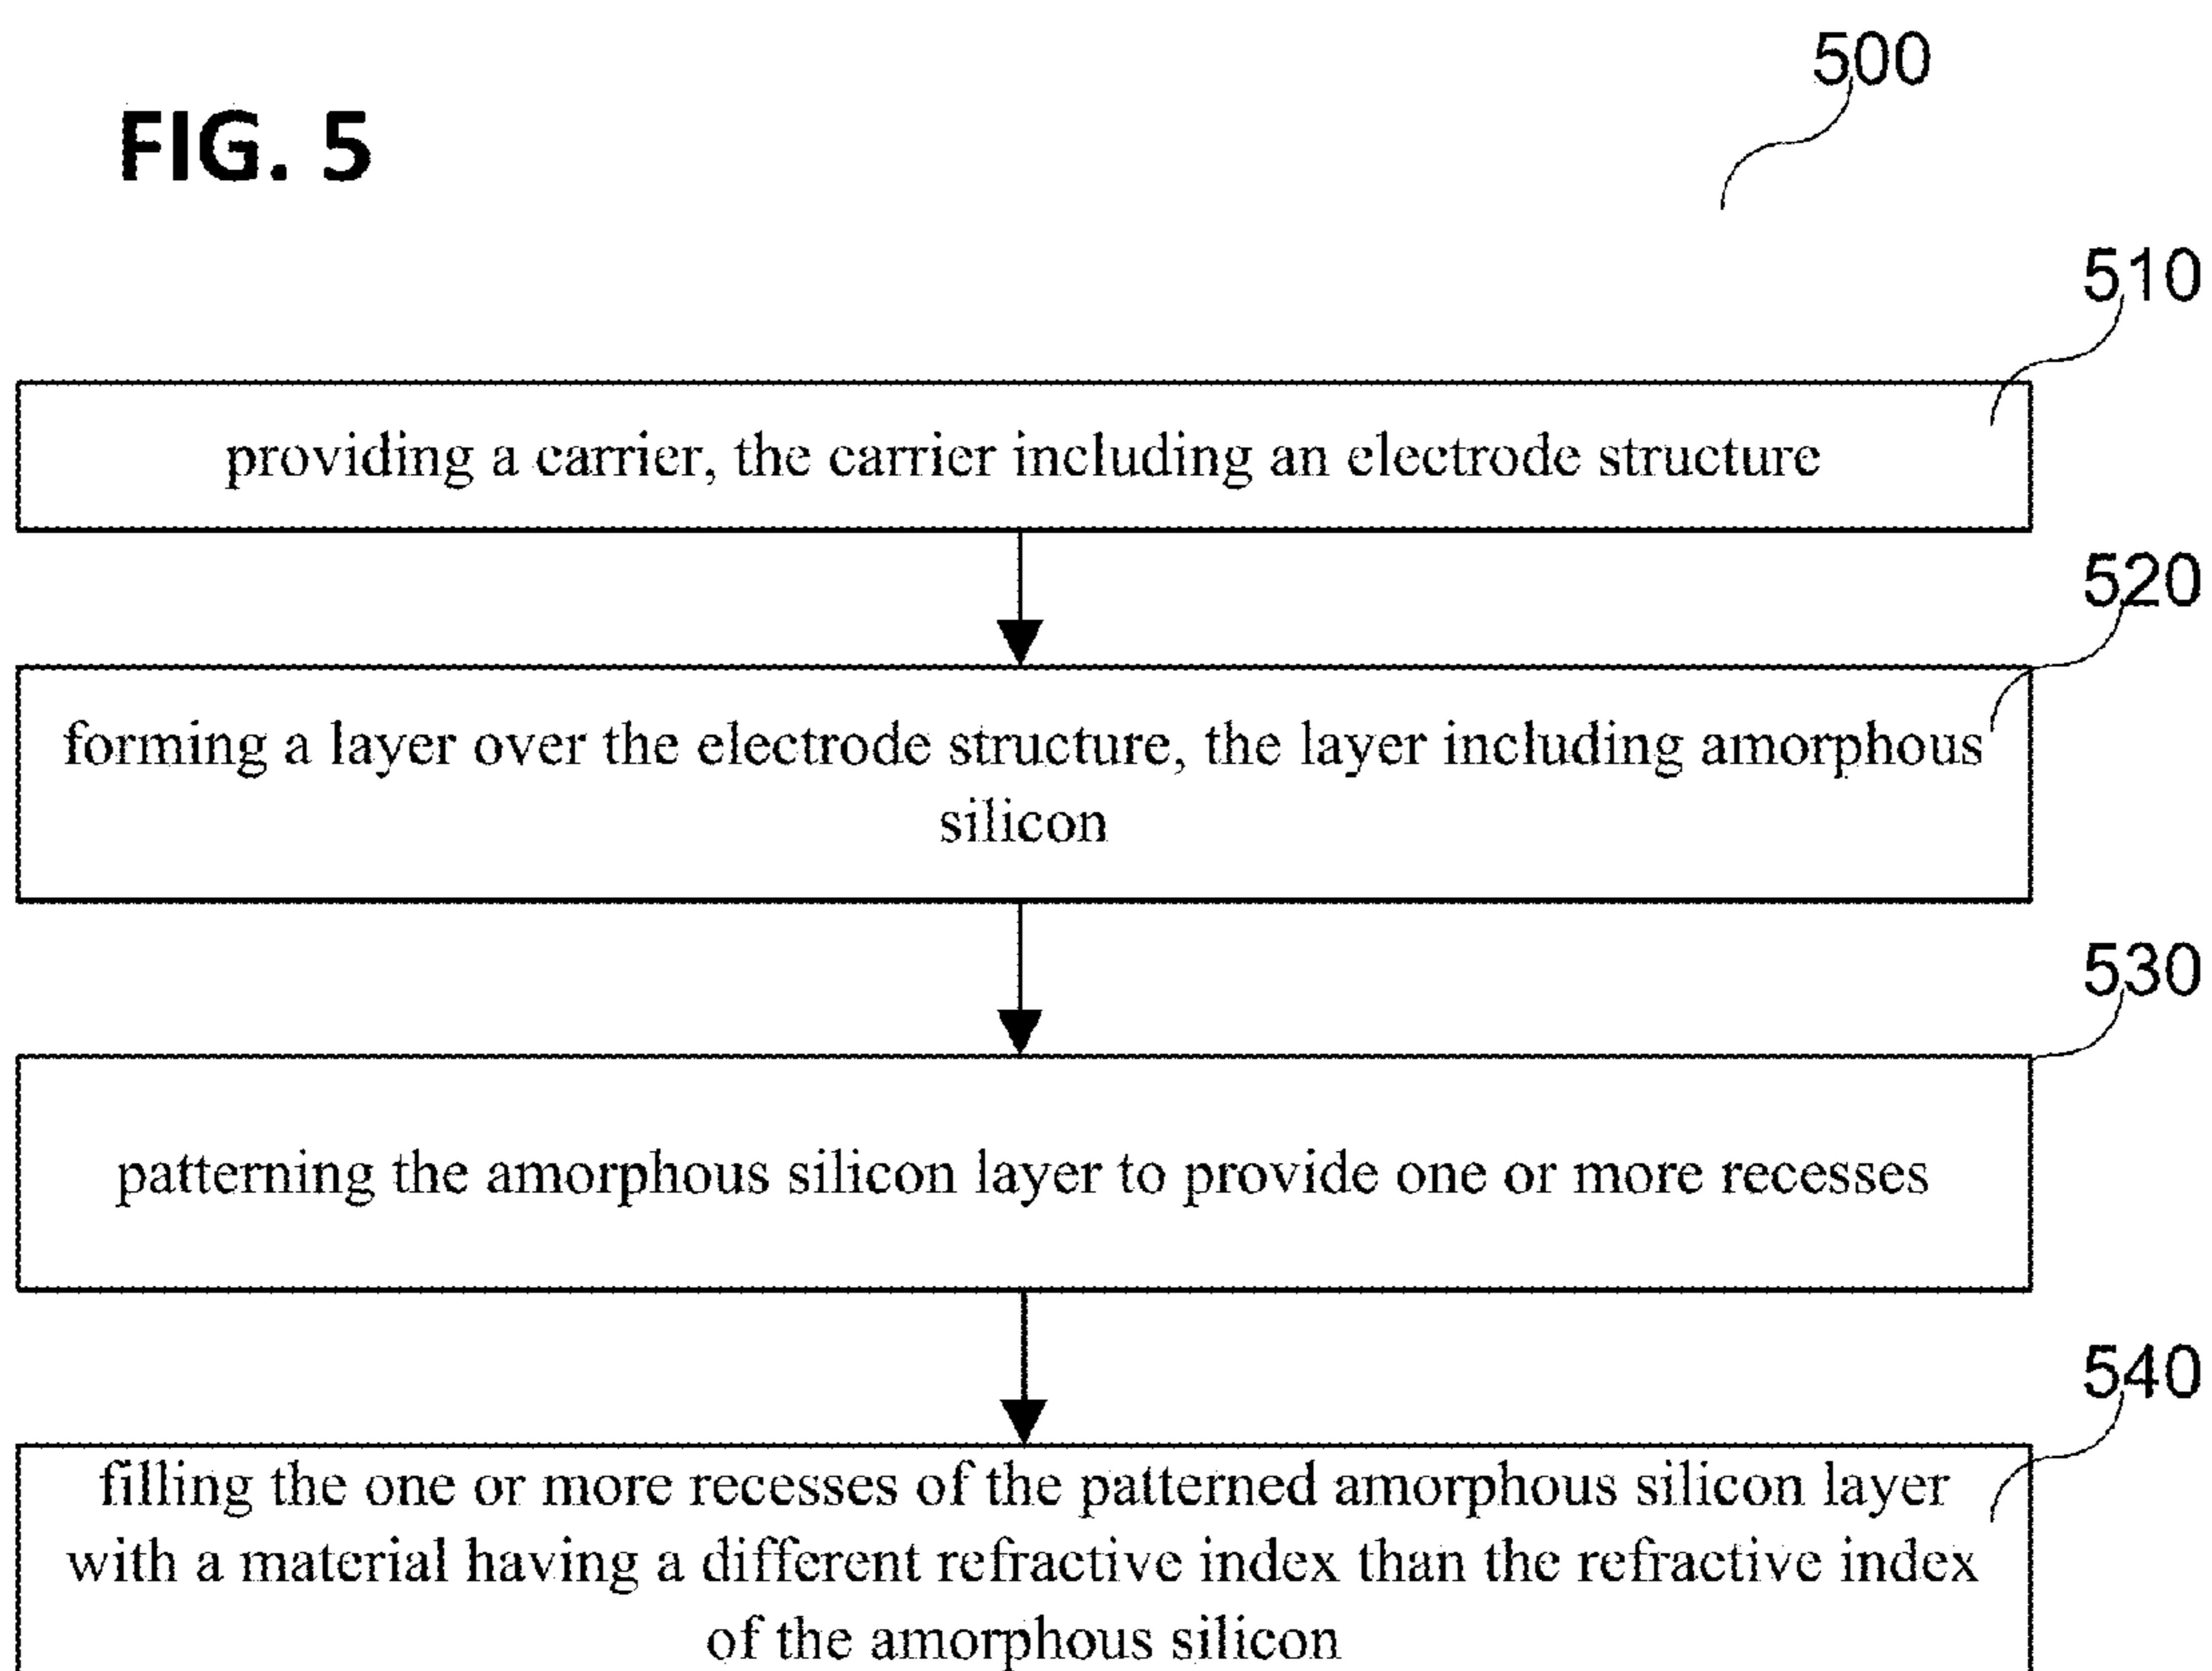 500
FIG. 5
510
providing a carrier, the carrier including an electrode structure
520
forming a layer over the electrode structure, the layer including amorphous
silicon
530
patterning the amorphous silicon layer to provide one or more recesses
540
filling the one or more recesses of the patterned amorphous silicon layer
with a material having a different refractive index than the refractive index
of the amorphous silicon